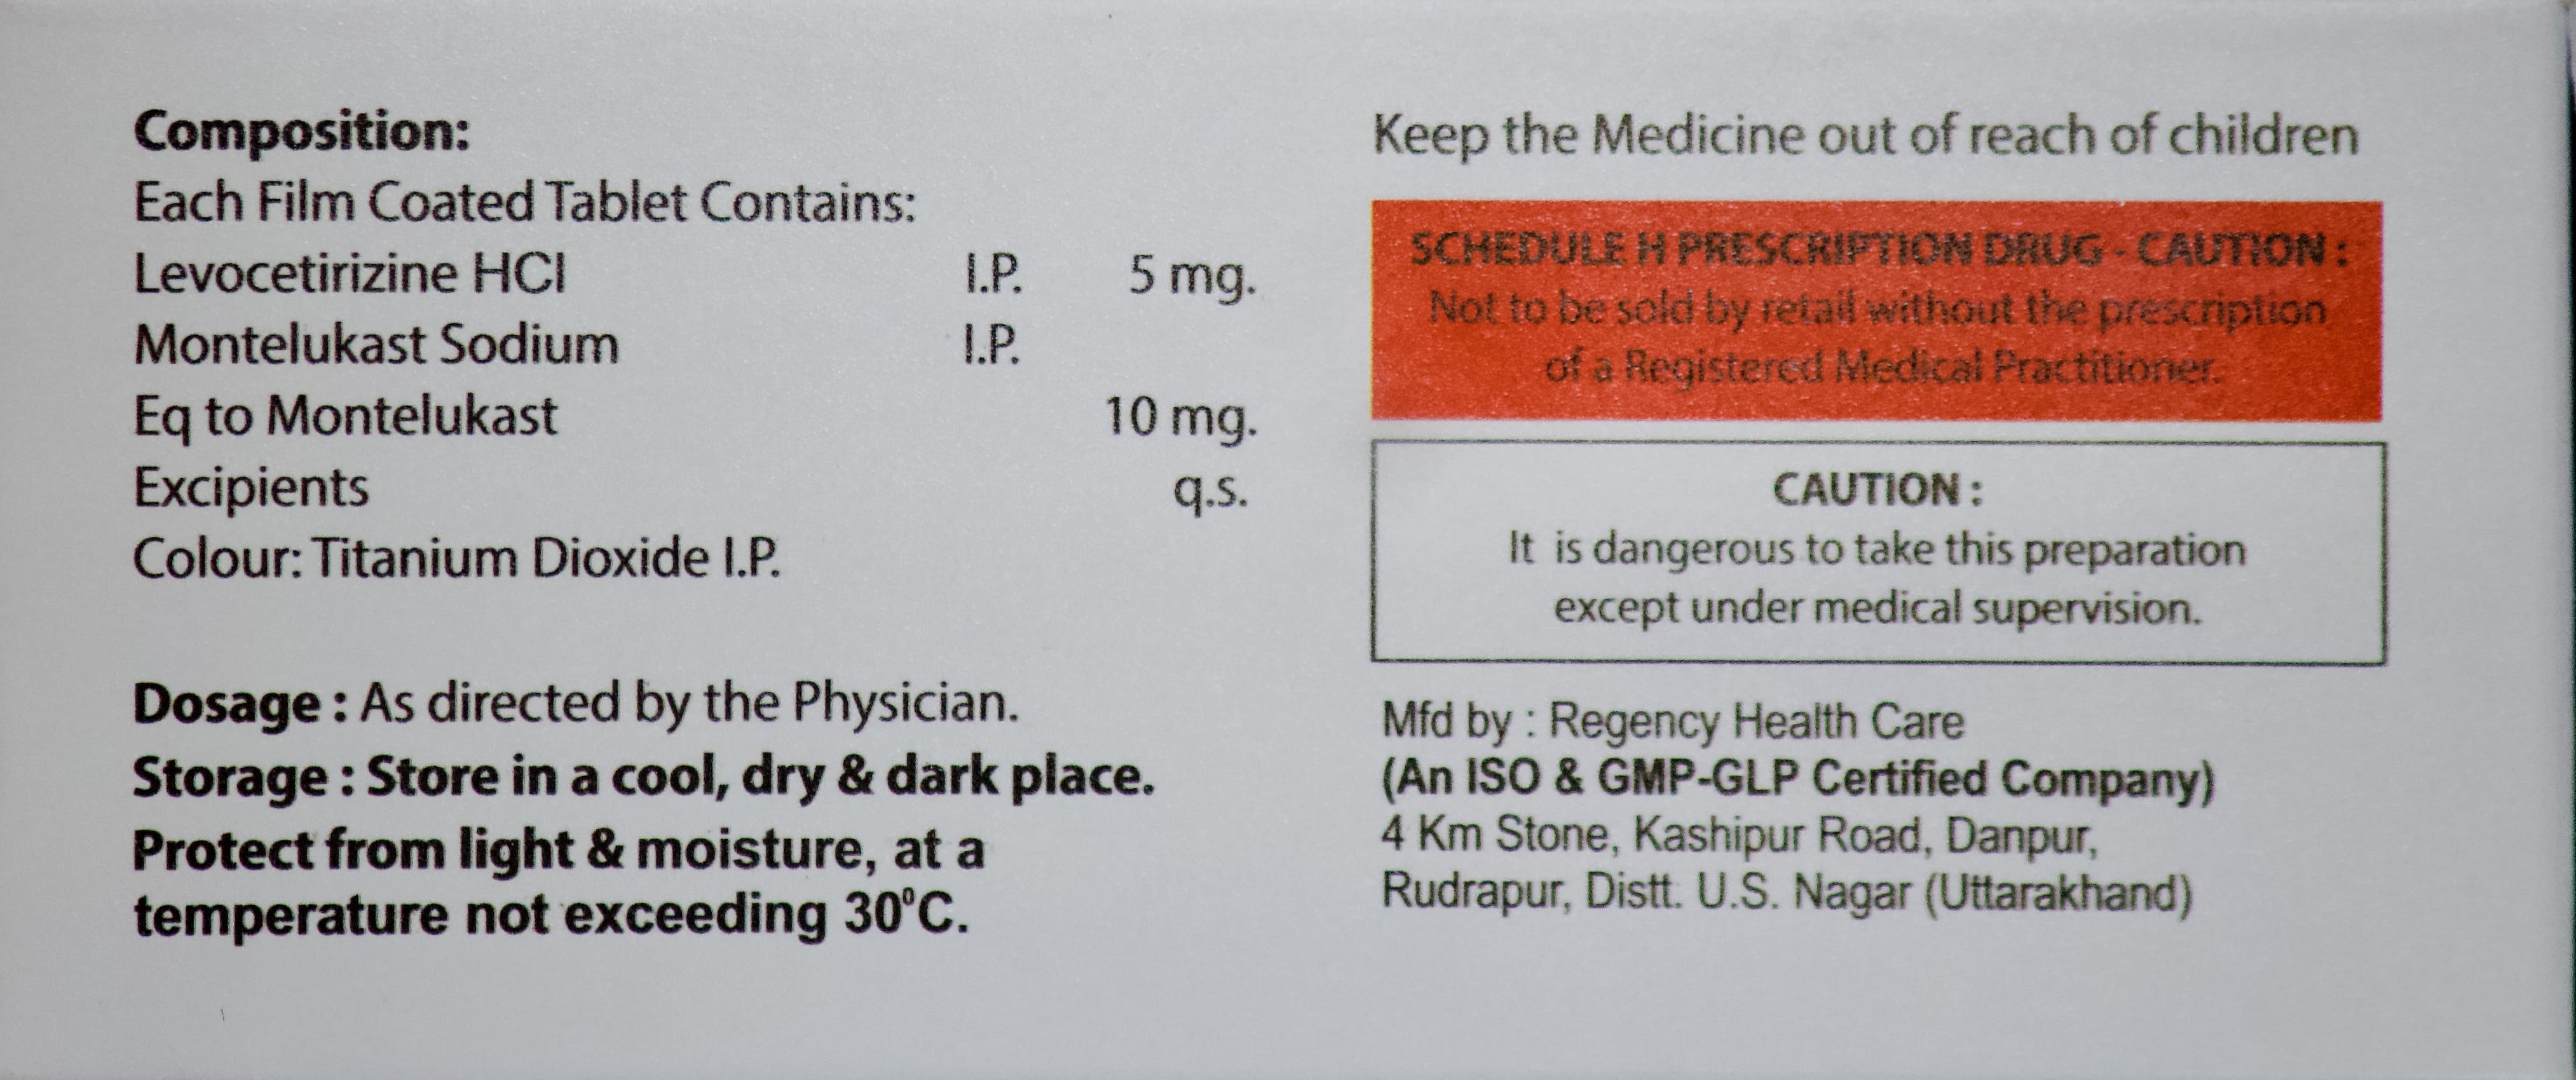 Composition:
Each Film Coated Tablet Contains:
Levocetirizine HCl I.P. 5 mg.
Montelukast Sodium I.P.
Eq to Montelukast 10 mg.
Excipients q.s.
Colour: Titanium Dioxide I.P.
Dosage : As directed by the Physician.
Storage : Store in a cool, dry & dark place.
Protect from light & moisture, at a
temperature not exceeding 30⁰C.
Keep the Medicine out of reach of children
SCHEDULE H PRESCRIPTION DRUG - CAUTION :
Not to be sold by retail without the prescription
of a Registered Medical Practitioner.
CAUTION :
It is dangerous to take this preparation
except under medical supervision.
Mfd by : Regency Health Care
(An ISO & GMP-GLP Certified Company)
4 Km Stone, Kashipur Road, Danpur,
Rudrapur, Distt. U.S. Nagar (Uttarakhand)